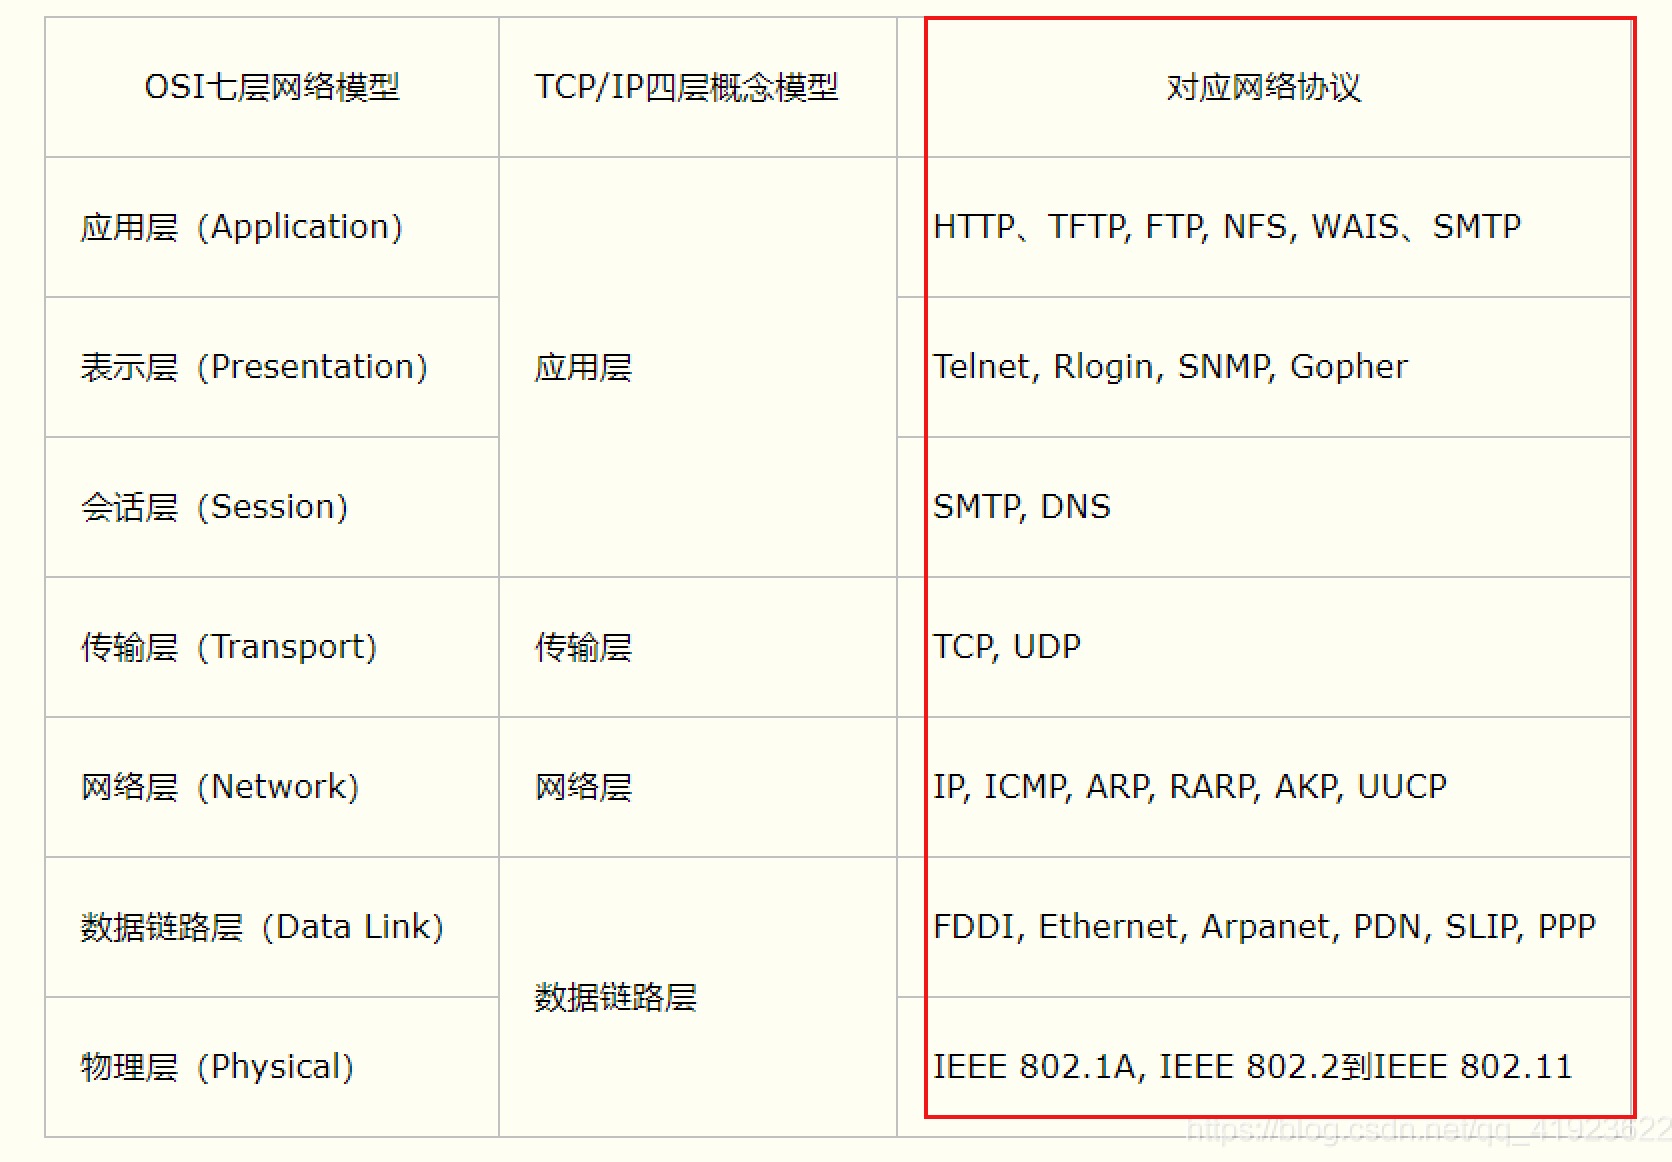 OSI七层网络模型 TCP/IP四层概念模型 对应网络协议
应用层（Application） HTTP、TFTP, FTP, NFS, WAIS、SMTP
表示层（Presentation） 应用层 Telnet, Rlogin, SNMP, Gopher
会话层（Session） SMTP, DNS
传输层（Transport） 传输层 TCP, UDP
网络层（Network） 网络层 IP, ICMP, ARP, RARP, AKP, UUCP
数据链路层（Data Link） FDDI, Ethernet, Arpanet, PDN, SLIP, PPP
数据链路层
物理层（Physical） IEEE 802.1A, IEEE 802.2到IEEE 802.11
https://blog.csdn.net/qq_41923622